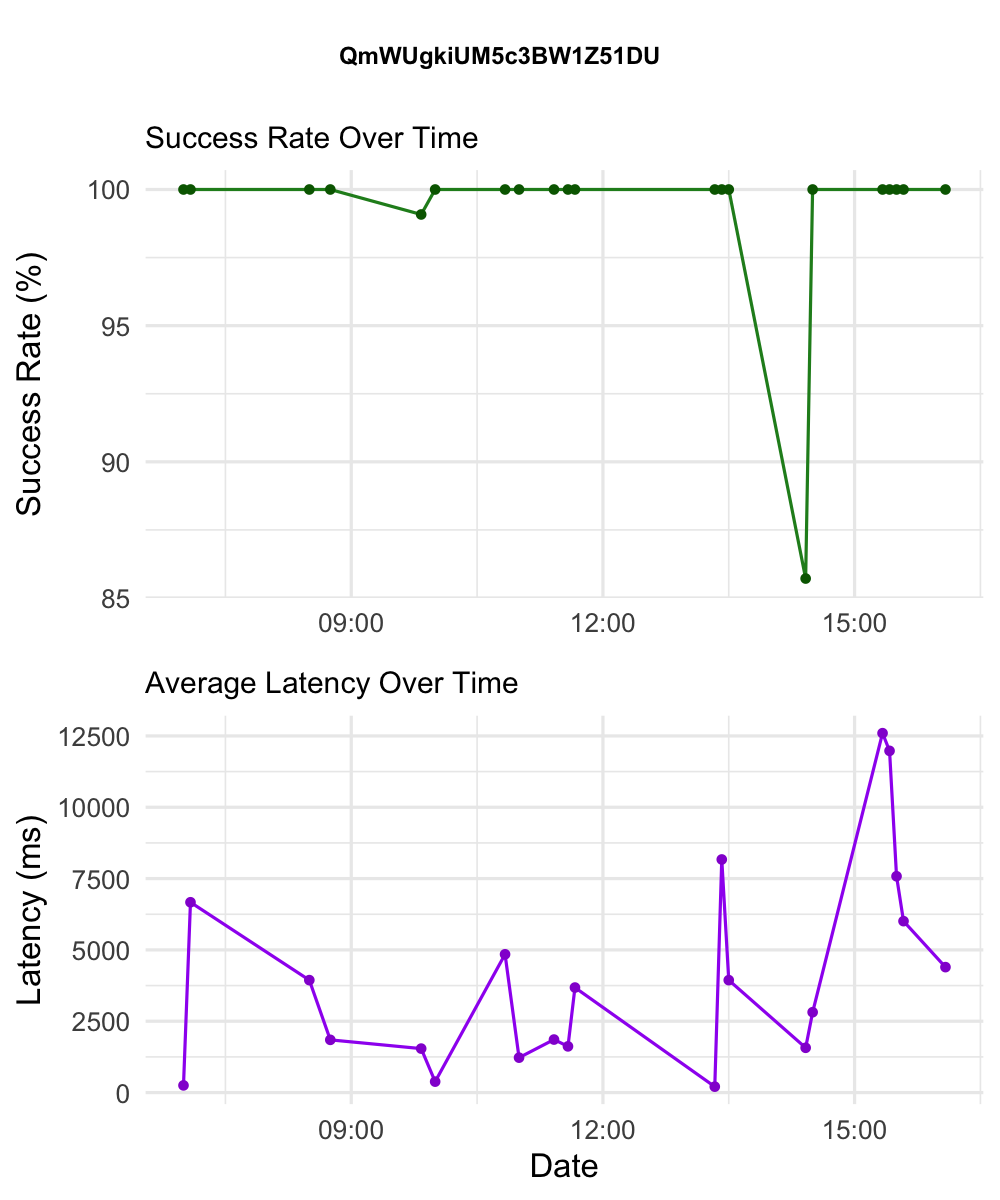 QmWUgkiUM5c3BW1Z51DU
Success Rate Over Time
Success Rate (%)
100
95
90
85
09:00 12:00 15:00
Average Latency Over Time
Latency (ms)
12500
10000
7500
5000
2500
0
09:00 12:00 15:00
Date